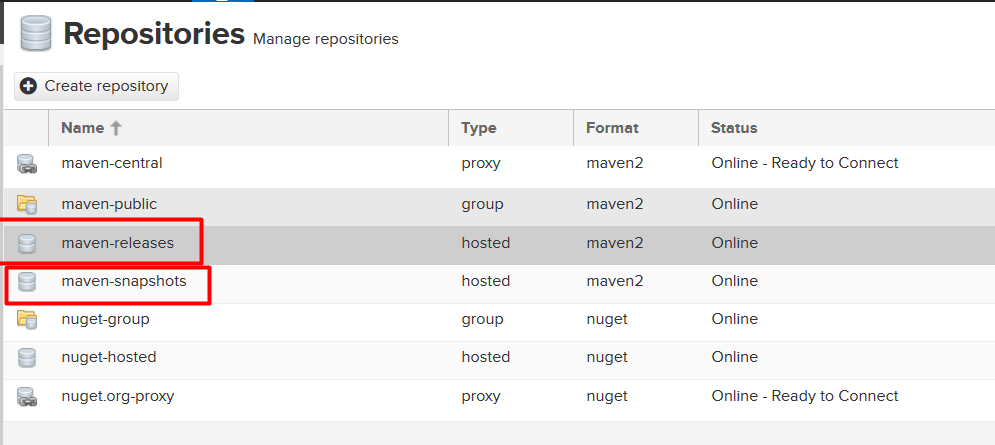 Repositories Manage repositories
Create repository
Name Type Format Status
maven-central proxy maven2 Online - Ready to Connect
maven-public group maven2 Online
maven-releases hosted maven2 Online
maven-snapshots hosted maven2 Online
nuget-group group nuget Online
nuget-hosted hosted nuget Online
nuget.org-proxy proxy nuget Online - Ready to Connect